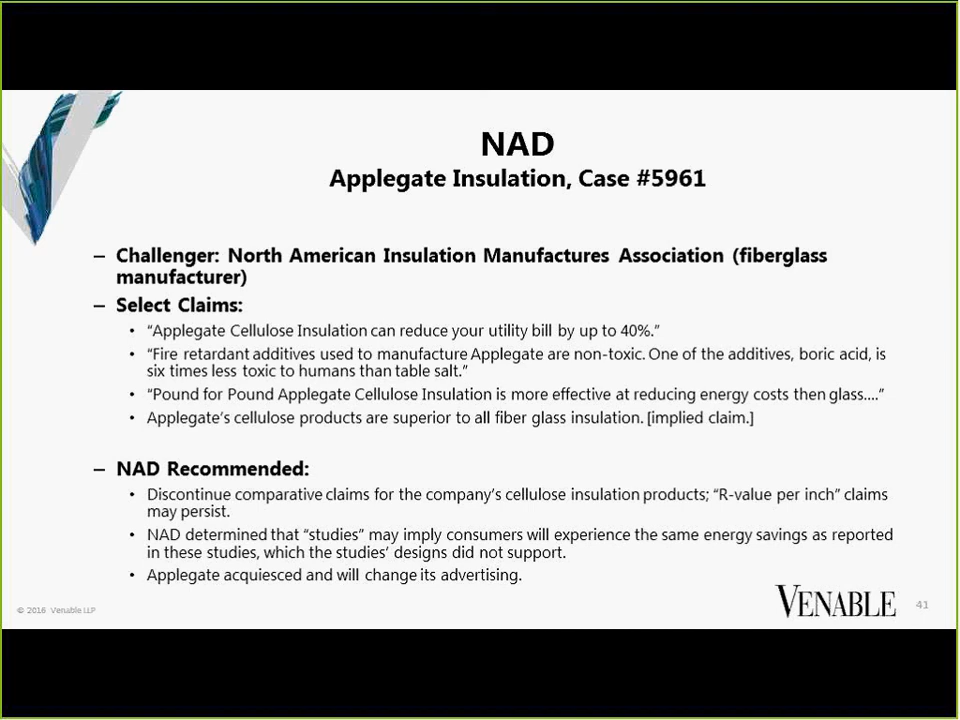 NAD
Applegate Insulation, Case #5961
– Challenger: North American Insulation Manufactures Association (fiberglass
manufacturer)
– Select Claims:
• “Applegate Cellulose Insulation can reduce your utility bill by up to 40%.”
• “Fire retardant additives used to manufacture Applegate are non-toxic. One of the additives, boric acid, is
six times less toxic to humans than table salt.”
• “Pound for Pound Applegate Cellulose Insulation is more effective at reducing energy costs then glass....”
• Applegate’s cellulose products are superior to all fiber glass insulation. [implied claim.]
– NAD Recommended:
• Discontinue comparative claims for the company’s cellulose insulation products; “R-value per inch” claims
may persist.
• NAD determined that “studies” may imply consumers will experience the same energy savings as reported
in these studies, which the studies’ designs did not support.
• Applegate acquiesced and will change its advertising.
© 2016 Venable LLP
VENABLE
41